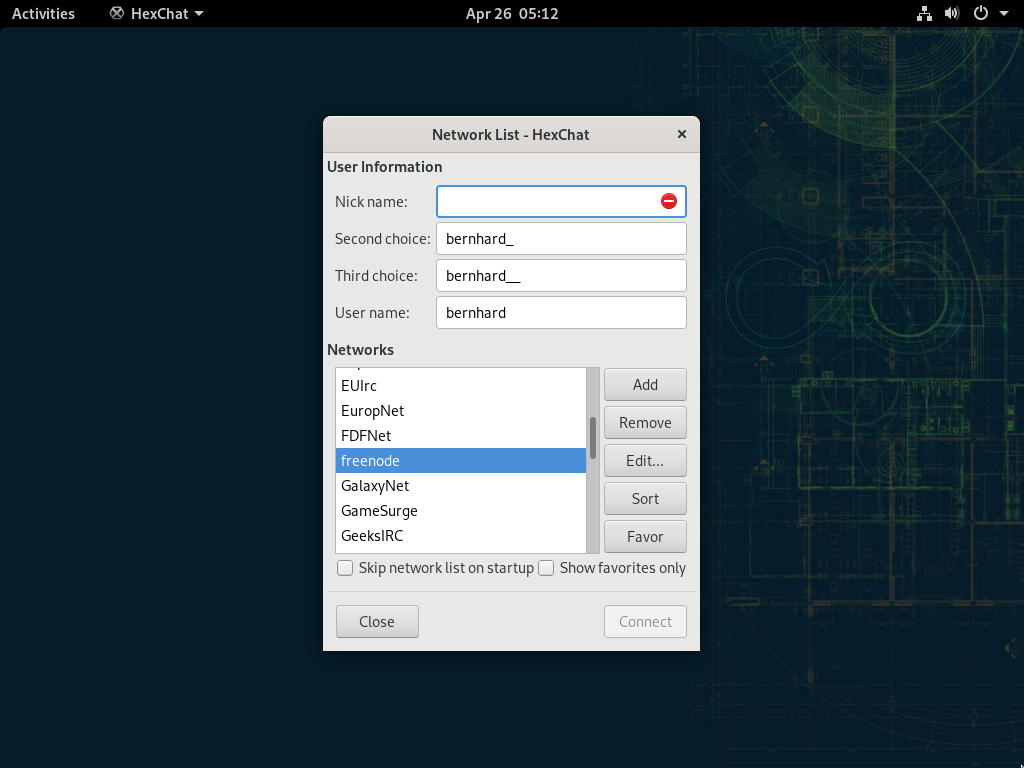 Activities HexChat Apr 26 05:12
Network List - HexChat
User Information
Nick name:
Second choice: bernhard_
Third choice: bernhard__
User name: bernhard
Networks
EUIrc
EuropNet
FDFNet
freenode
GalaxyNet
GameSurge
GeeksIRC
Add
Remove
Edit...
Sort
Favor
Skip network list on startup Show favorites only
Close Connect